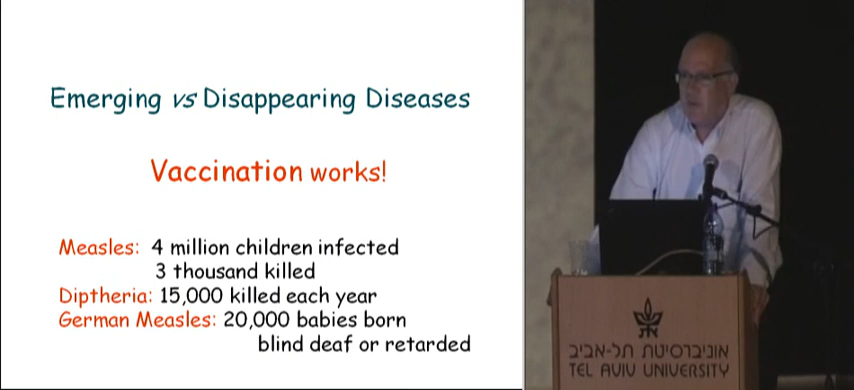 Emerging vs Disappearing Diseases
Vaccination works!
Measles: 4 million children infected
3 thousand killed
Diptheria: 15,000 killed each year
German Measles: 20,000 babies born
blind deaf or retarded
אוניברסיטת תל-אביב
TEL AVIV UNIVERSITY